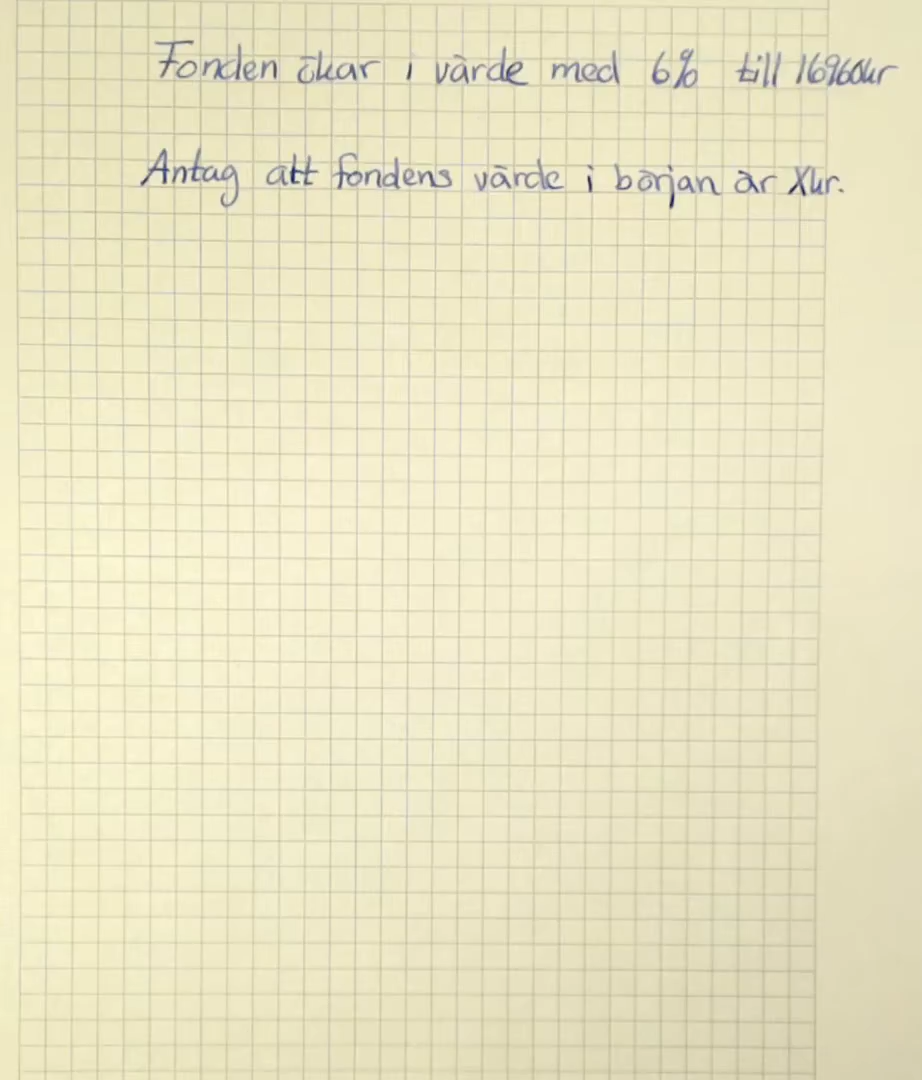 Fonden ökar i värde med 6% till 16960kr
Antag att fondens värde i början är Xkr.